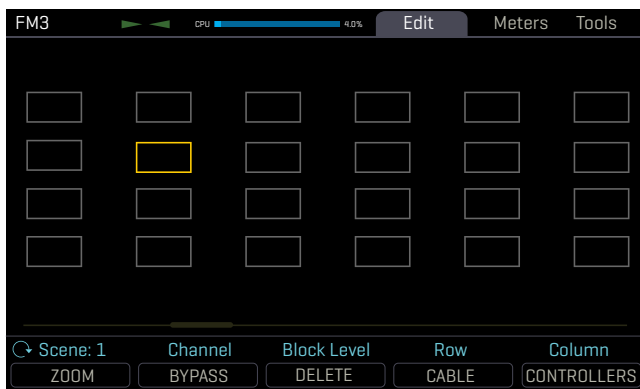 FM3 CPU 4.0% Edit Meters Tools
Scene: 1 Channel Block Level Row Column
ZOOM BYPASS DELETE CABLE CONTROLLERS